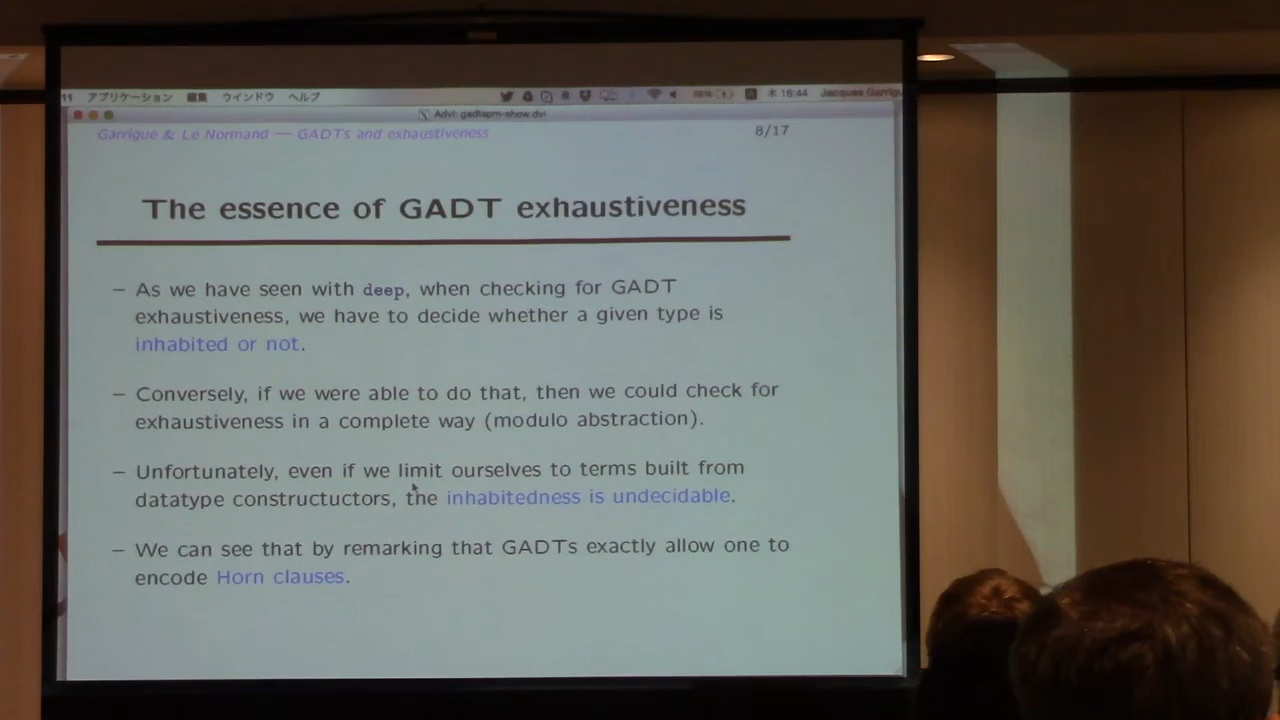 アプリケーション 編集 ウインドウ ヘルプ 木 16:44 Jacques Garrigu
Advi: gadtspm-show.dvi
Garrigue & Le Normand — GADTs and exhaustiveness 8/17
The essence of GADT exhaustiveness
– As we have seen with deep, when checking for GADT
exhaustiveness, we have to decide whether a given type is
inhabited or not.
– Conversely, if we were able to do that, then we could check for
exhaustiveness in a complete way (modulo abstraction).
– Unfortunately, even if we limit ourselves to terms built from
datatype constructuctors, the inhabitedness is undecidable.
– We can see that by remarking that GADTs exactly allow one to
encode Horn clauses.